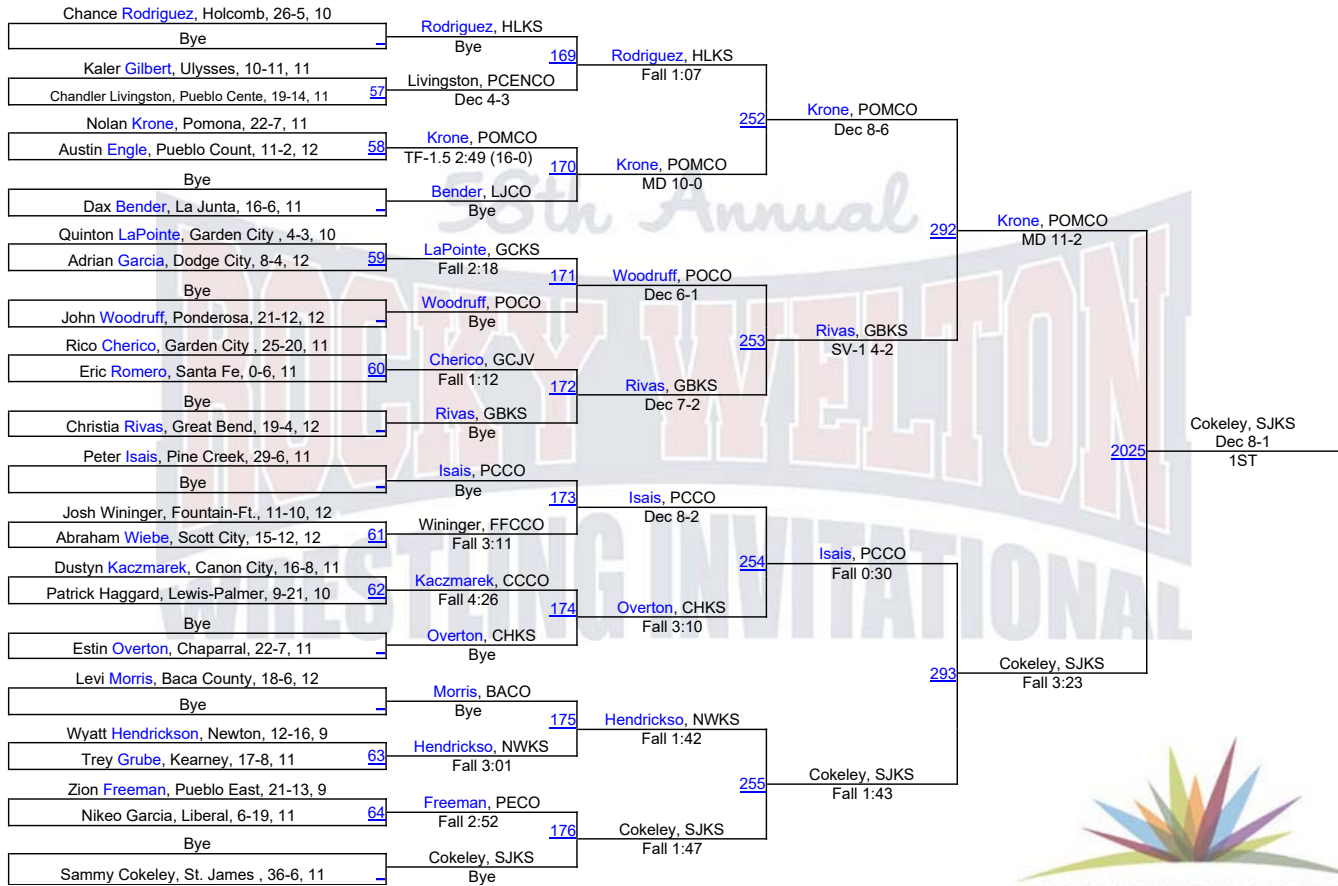 Chance Rodriguez, Holcomb, 26-5, 10
Bye
Kaler Gilbert, Ulysses, 10-11, 11
Chandler Livingston, Pueblo Cente, 19-14, 11
57
Nolan Krone, Pomona, 22-7, 11
Austin Engle, Pueblo Count, 11-2, 12
58
Bye
Dax Bender, La Junta, 16-6, 11
Quinton LaPointe, Garden City , 4-3, 10
Adrian Garcia, Dodge City, 8-4, 12
59
Bye
John Woodruff, Ponderosa, 21-12, 12
Rico Cherico, Garden City , 25-20, 11
Eric Romero, Santa Fe, 0-6, 11
60
Bye
Christia Rivas, Great Bend, 19-4, 12
Peter Isais, Pine Creek, 29-6, 11
Bye
Josh Wininger, Fountain-Ft., 11-10, 12
Abraham Wiebe, Scott City, 15-12, 12
61
Dustyn Kaczmarek, Canon City, 16-8, 11
Patrick Haggard, Lewis-Palmer, 9-21, 10
62
Bye
Estin Overton, Chaparral, 22-7, 11
Levi Morris, Baca County, 18-6, 12
Bye
Wyatt Hendrickson, Newton, 12-16, 9
Trey Grube, Kearney, 17-8, 11
63
Zion Freeman, Pueblo East, 21-13, 9
Nikeo Garcia, Liberal, 6-19, 11
64
Bye
Sammy Cokeley, St. James , 36-6, 11
Rodriguez, HLKS
Bye
169
Livingston, PCENCO
Dec 4-3
Krone, POMCO
TF-1.5 2:49 (16-0)
170
Bender, LJCO
Bye
LaPointe, GCKS
Fall 2:18
171
Woodruff, POCO
Bye
Cherico, GCJV
Fall 1:12
172
Rivas, GBKS
Bye
Isais, PCCO
Bye
173
Wininger, FFCCO
Fall 3:11
Kaczmarek, CCCO
Fall 4:26
174
Overton, CHKS
Bye
Morris, BACO
Bye
175
Hendrickso, NWKS
Fall 3:01
Freeman, PECO
Fall 2:52
176
Cokeley, SJKS
Bye
Rodriguez, HLKS
Fall 1:07
252
Krone, POMCO
MD 10-0
Woodruff, POCO
Dec 6-1
253
Rivas, GBKS
Dec 7-2
Isais, PCCO
Dec 8-2
254
Overton, CHKS
Fall 3:10
Hendrickso, NWKS
Fall 1:42
255
Cokeley, SJKS
Fall 1:47
Krone, POMCO
Dec 8-6
292
Rivas, GBKS
SV-1 4-2
Isais, PCCO
Fall 0:30
293
Cokeley, SJKS
Fall 1:43
Krone, POMCO
MD 11-2
2025
Cokeley, SJKS
Fall 3:23
Cokeley, SJKS
Dec 8-1
1ST
58th Annual
ROCKY WELTON
WRESTLING INVITATIONAL